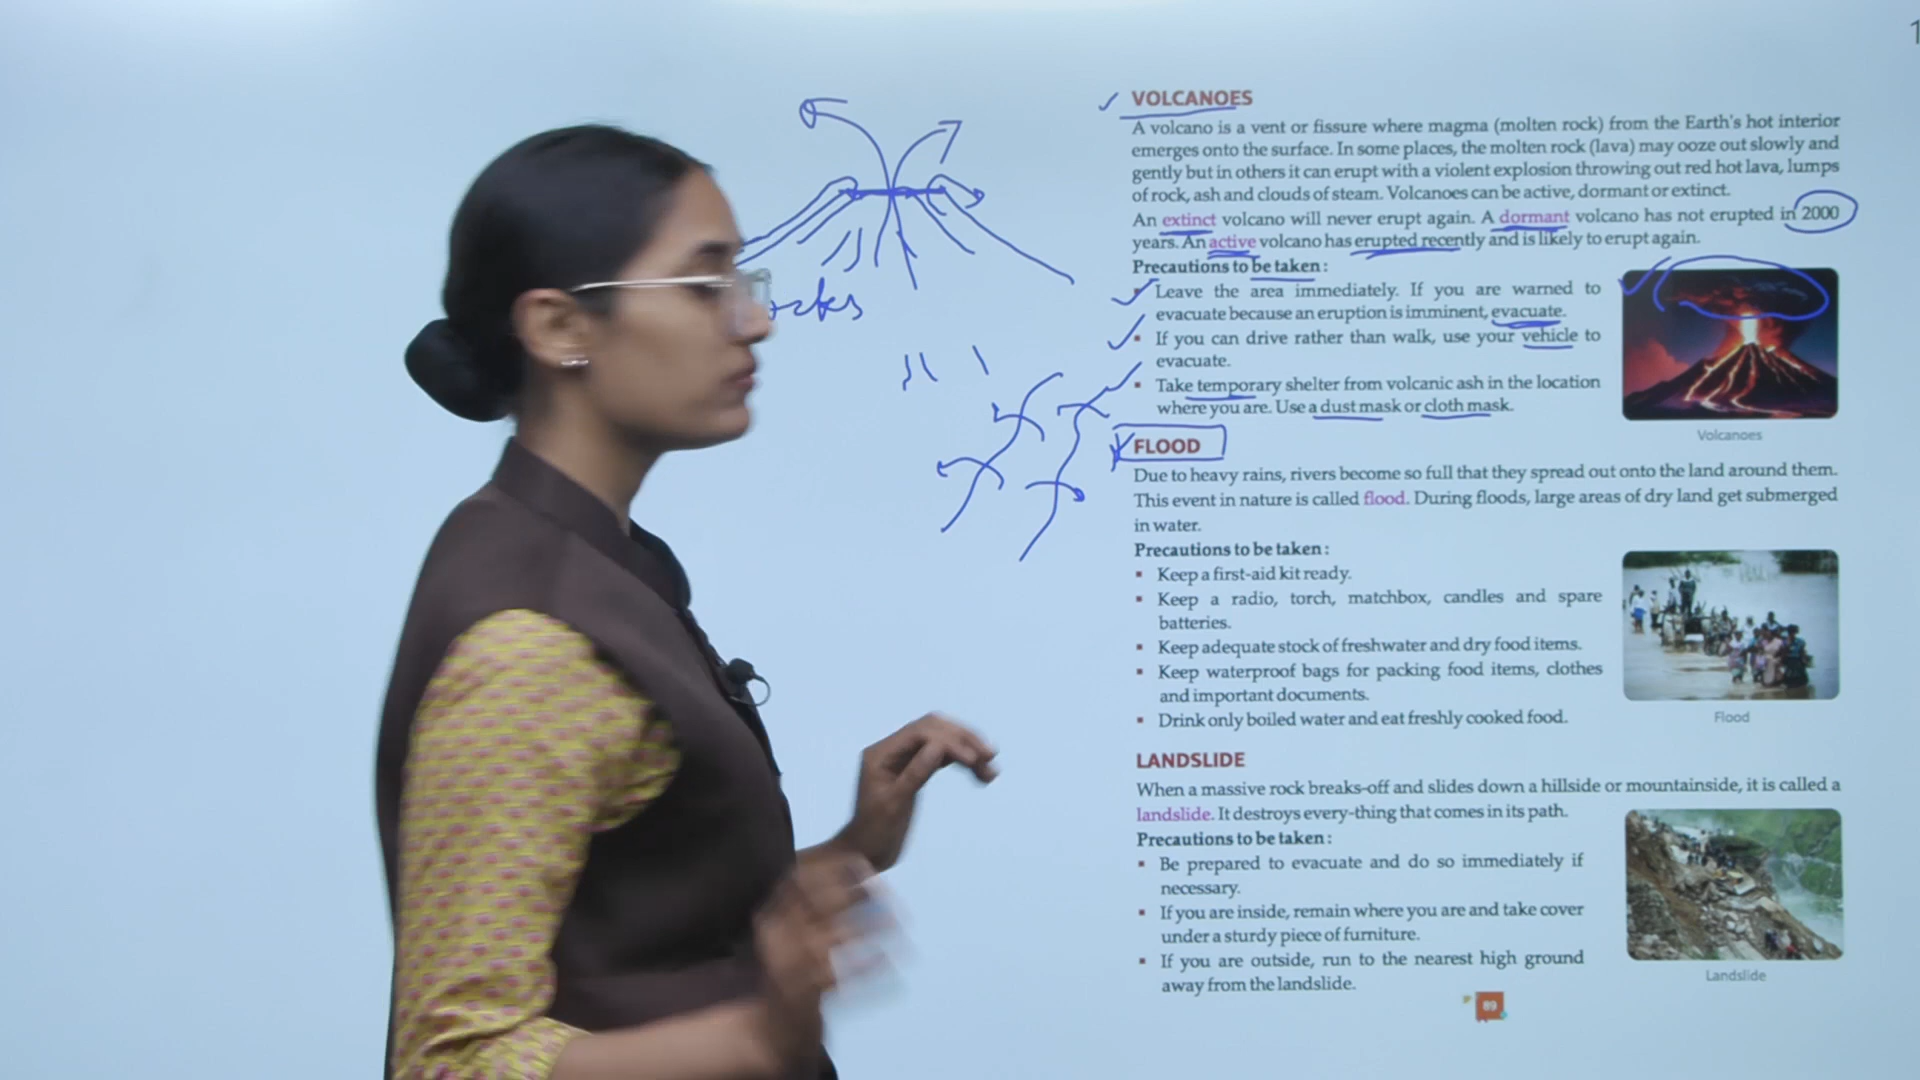 1
VOLCANOES
A volcano is a vent or fissure where magma (molten rock) from the Earth's hot interior
emerges onto the surface. In some places, the molten rock (lava) may ooze out slowly and
gently but in others it can erupt with a violent explosion throwing out red hot lava, lumps
of rock, ash and clouds of steam. Volcanoes can be active, dormant or extinct.
An extinct volcano will never erupt again. A dormant volcano has not erupted in 2000
years. An active volcano has erupted recently and is likely to erupt again.
Precautions to be taken :
▪ Leave the area immediately. If you are warned to
evacuate because an eruption is imminent, evacuate.
▪ If you can drive rather than walk, use your vehicle to
evacuate.
▪ Take temporary shelter from volcanic ash in the location
where you are. Use a dust mask or cloth mask.
Volcanoes
FLOOD
Due to heavy rains, rivers become so full that they spread out onto the land around them.
This event in nature is called flood. During floods, large areas of dry land get submerged
in water.
Precautions to be taken :
▪ Keep a first-aid kit ready.
▪ Keep a radio, torch, matchbox, candles and spare
batteries.
▪ Keep adequate stock of freshwater and dry food items.
▪ Keep waterproof bags for packing food items, clothes
and important documents.
▪ Drink only boiled water and eat freshly cooked food.
Flood
LANDSLIDE
When a massive rock breaks-off and slides down a hillside or mountainside, it is called a
landslide. It destroys every-thing that comes in its path.
Precautions to be taken :
▪ Be prepared to evacuate and do so immediately if
necessary.
▪ If you are inside, remain where you are and take cover
under a sturdy piece of furniture.
▪ If you are outside, run to the nearest high ground
away from the landslide.
Landslide
89